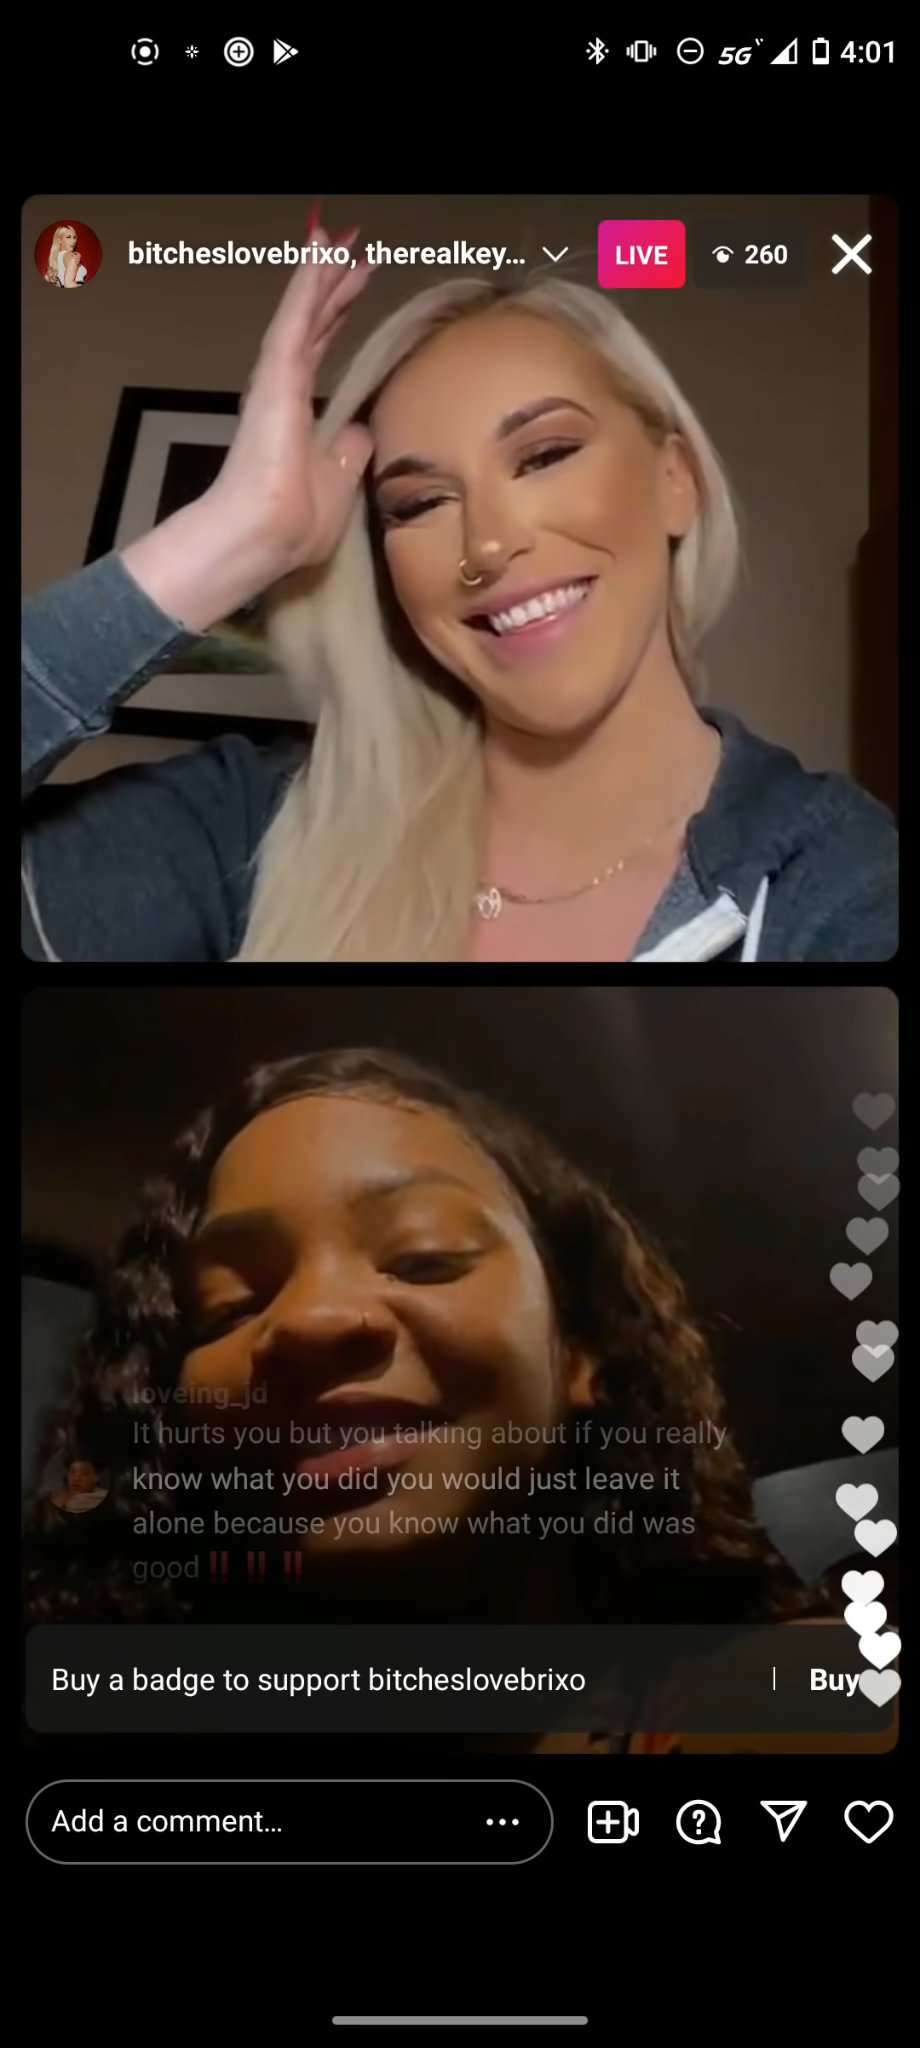 5G 4:01
bitcheslovebrixo, therealkey... LIVE 260
loveing_jd
It hurts you but you talking about if you really
know what you did you would just leave it
alone because you know what you did was
good‼️ ‼️ ‼️
Buy a badge to support bitcheslovebrixo | Buy
Add a comment...